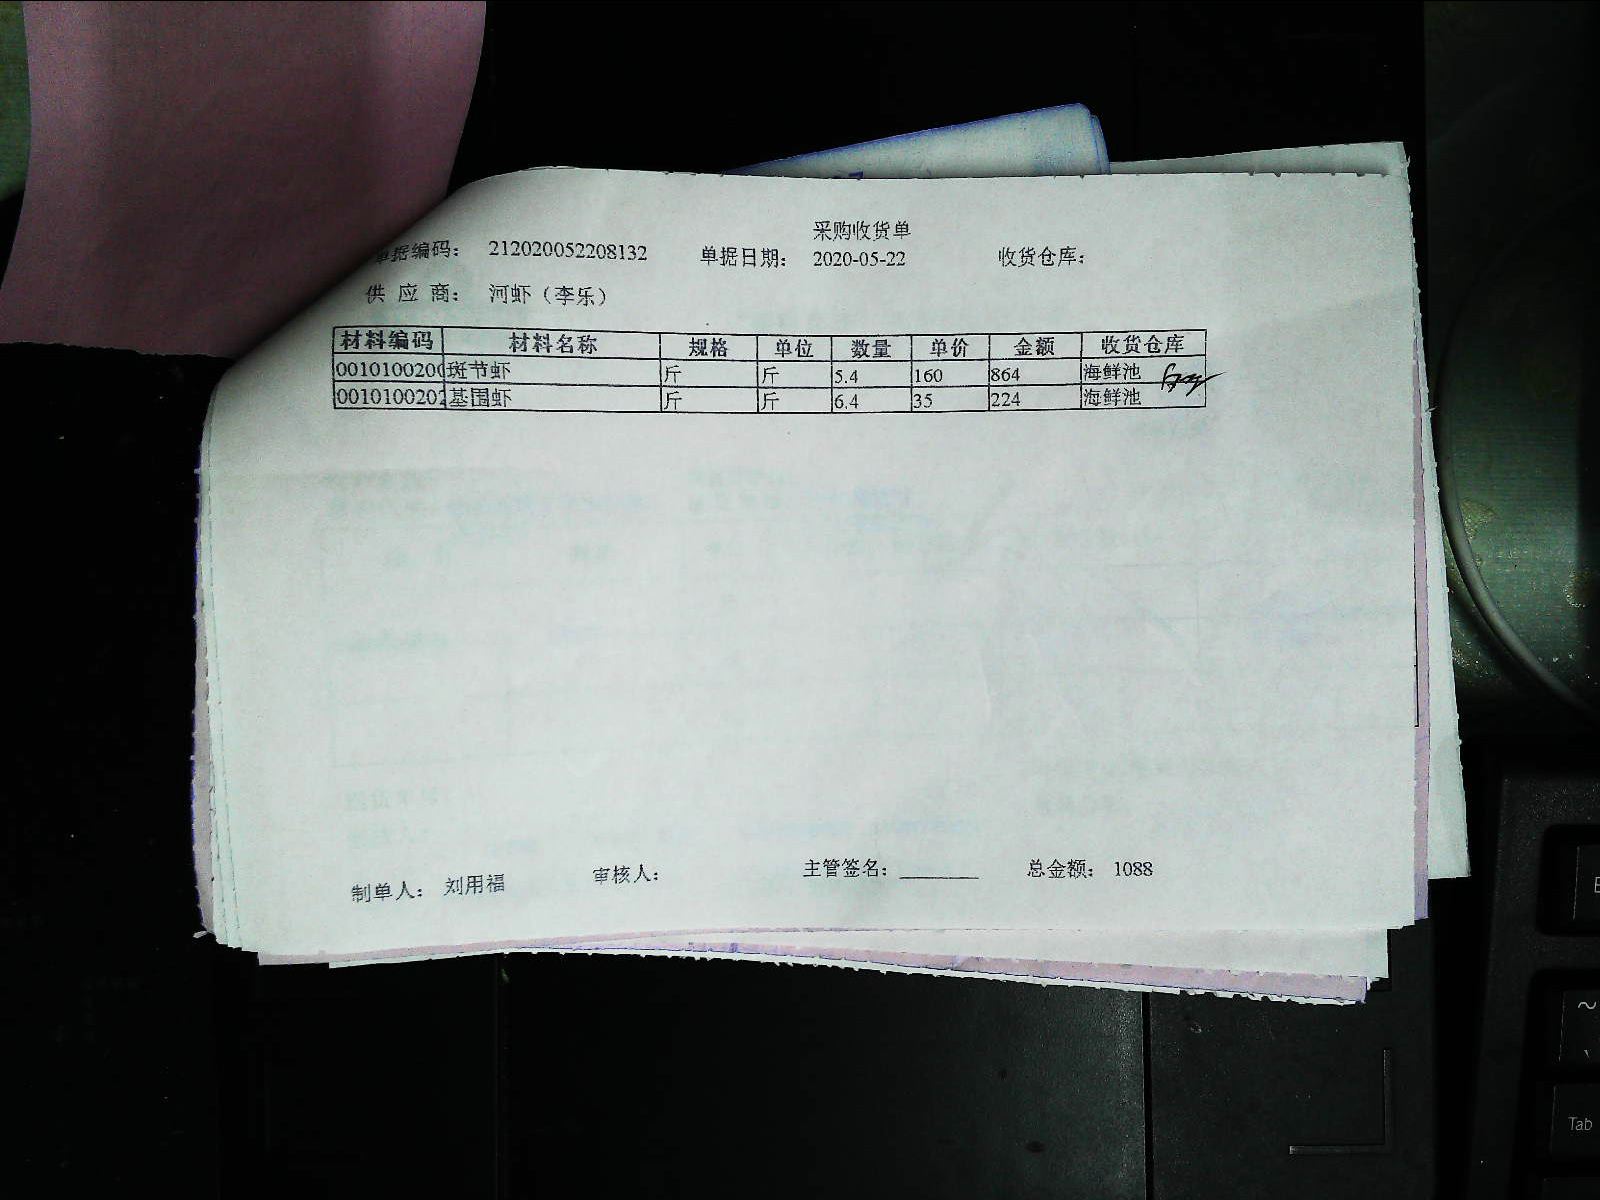 采购收货单
单据编码: 212020052208132 单据日期: 2020-05-22 收货仓库:
供应商: 河虾（李乐）
材料编码 材料名称 规格 单位 数量 单价 金额 收货仓库
0010100200 斑节虾 斤 斤 5.4 160 864 海鲜池
0010100202 基围虾 斤 斤 6.4 35 224 海鲜池
制单人: 刘用福 审核人: 主管签名: 总金额: 1088
Tab